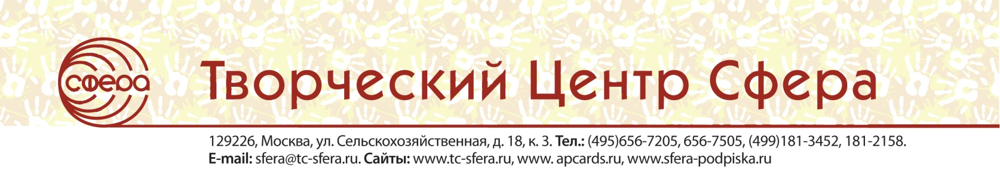 сфера
Творческий Центр Сфера
129226, Москва, ул. Сельскохозяйственная, д. 18, к. 3. Тел.: (495)656-7205, 656-7505, (499)181-3452, 181-2158.
E-mail: sfera@tc-sfera.ru. Сайты: www.tc-sfera.ru, www. apcards.ru, www.sfera-podpiska.ru